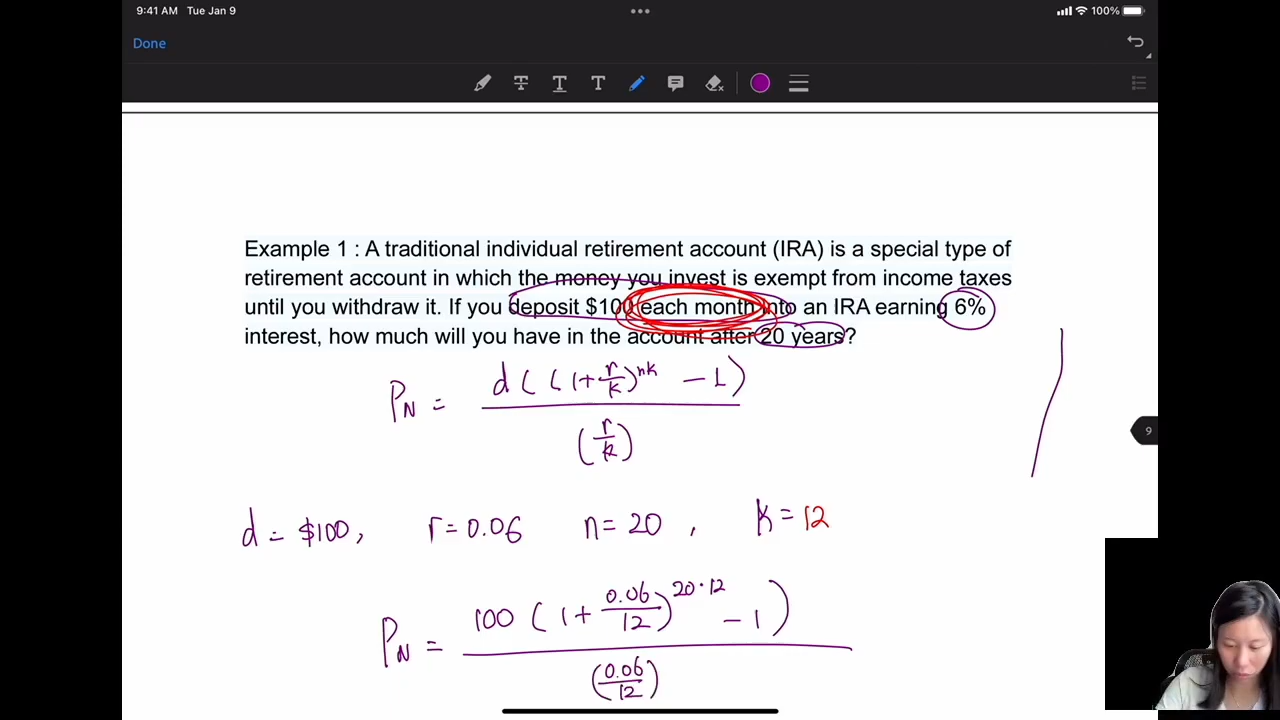 9:41 AM Tue Jan 9 100%
Done
Example 1 : A traditional individual retirement account (IRA) is a special type of
retirement account in which the money you invest is exempt from income taxes
until you withdraw it. If you deposit $100 each month into an IRA earning 6%
interest, how much will you have in the account after 20 years?
P_N = d((1+r/k)^nk -1) / (r/k)
9
d = $100, r=0.06 n=20 , k=12
P_N = 100 (1+ 0.06/12)^20·12 -1) / (0.06/12)